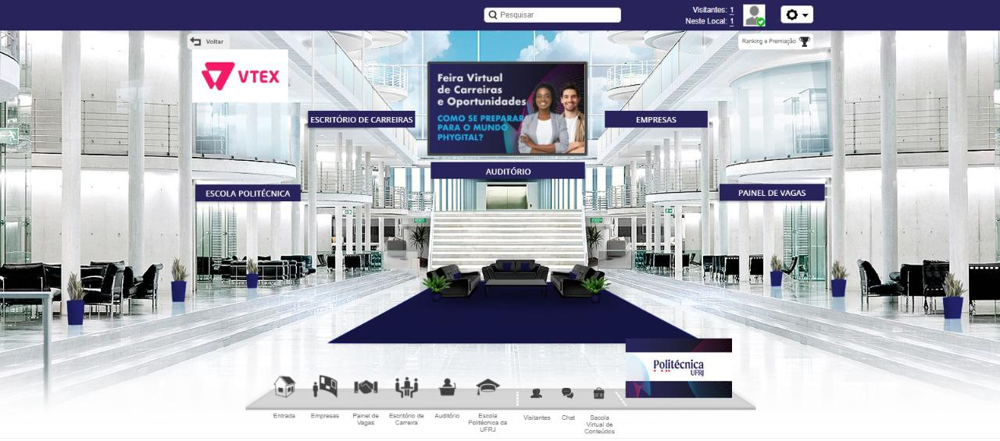 Pesquisar
Visitantes: 1
Neste Local: 1
Voltar
Ranking e Premiação
VTEX
Feira Virtual
de Carreiras
e Oportunidades
COMO SE PREPARAR
PARA O MUNDO
PHYGITAL?
ESCRITÓRIO DE CARREIRAS
EMPRESAS
AUDITÓRIO
ESCOLA POLITÉCNICA
PAINEL DE VAGAS
EXIT
EXIT
Politécnica
UFRJ
Entrada
Empresas
Painel de
Vagas
Escritório de
Carreira
Auditório
Escola
Politécnica da
UFRJ
Visitantes
Chat
Sacola
Virtual de
Conteúdos